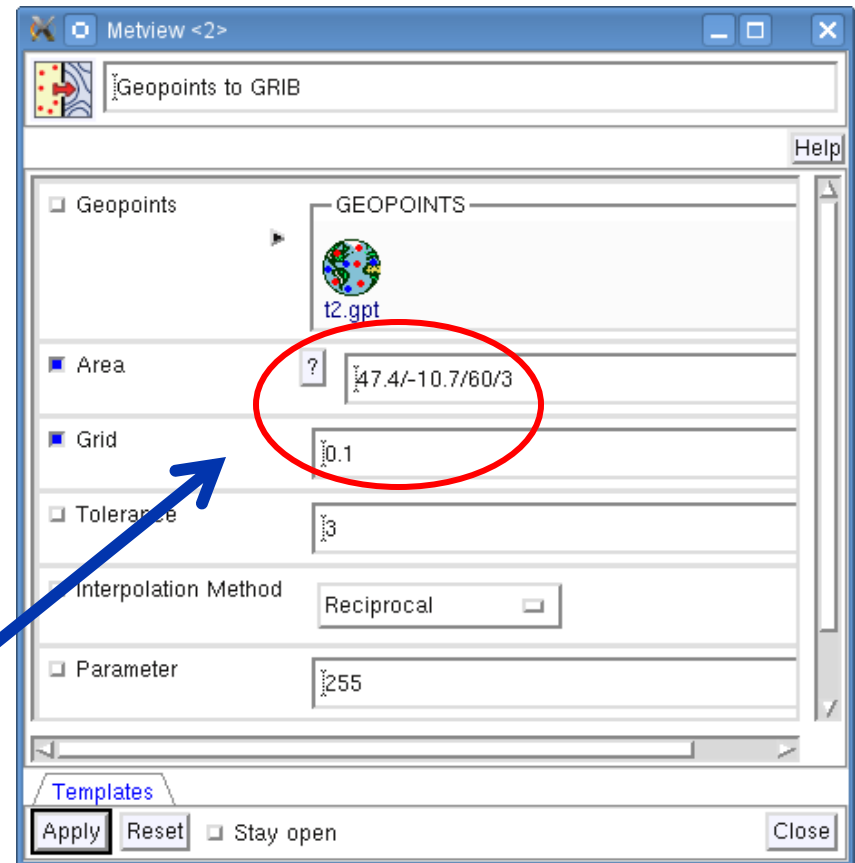 Metview <2>
Geopoints to GRIB
Help
Geopoints
GEOPOINTS
t2.gpt
Area
?
47.4/-10.7/60/3
Grid
0.1
Tolerance
3
Interpolation Method
Reciprocal
Parameter
255
Templates
Apply
Reset
Stay open
Close